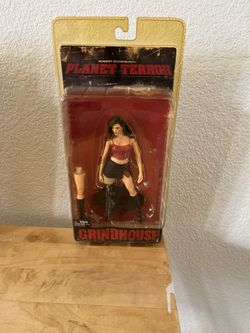 ROBERT RODRIGUEZ'S
PLANET TERROR
GRINDHOUSE